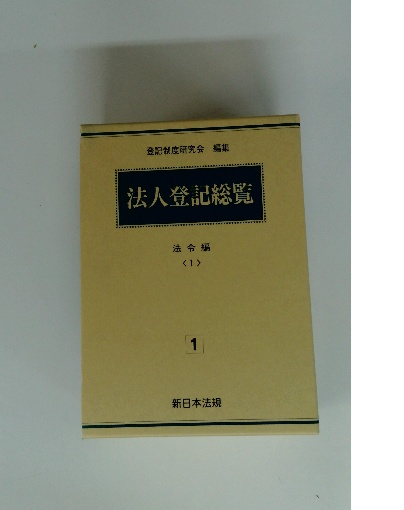 登記制度研究会 編集
法人登記総覧
法令編
〈1〉
1
新日本法規